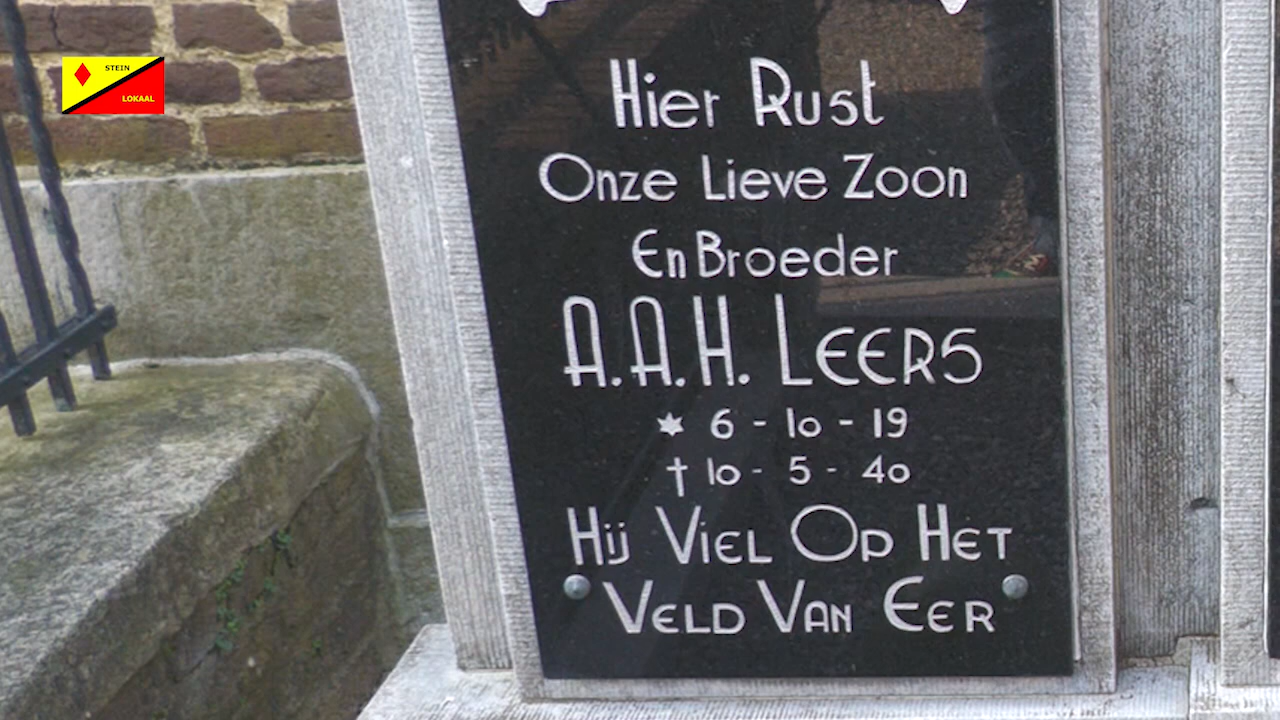 STEIN
LOKAAL
Hier Rust
Onze Lieve Zoon
En Broeder
A.A.H. LEERS
* 6 - 10 - 19
† 10 - 5 - 40
HIJ VIEL OP HET
VELD VAN EER